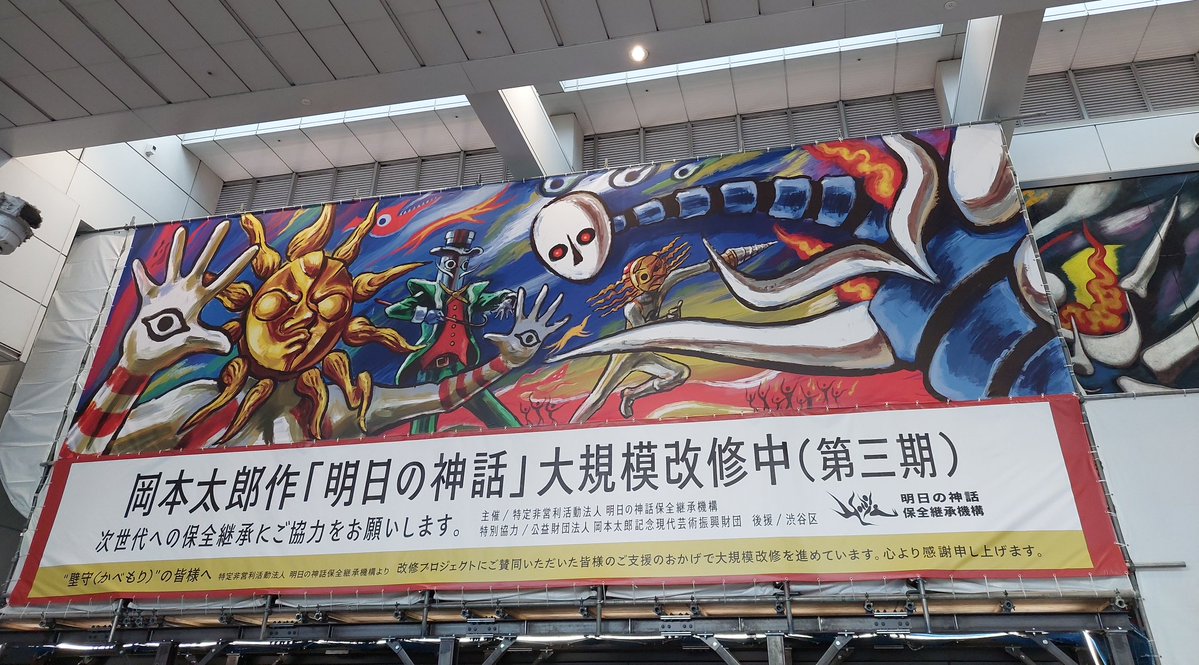 岡本太郎作「明日の神話」大規模改修中（第三期）
次世代への保全継承にご協力をお願いします。
主催/特定非営利活動法人 明日の神話保全継承機構
特別協力/公益財団法人 岡本太郎記念現代芸術振興財団 後援/渋谷区
明日の神話
保全継承機構
“壁守（かべもり）”の皆様へ 特定非営利活動法人 明日の神話保全継承機構より 改修プロジェクトにご賛同いただいた皆様のご支援のおかげで大規模改修を進めています。心より感謝申し上げます。